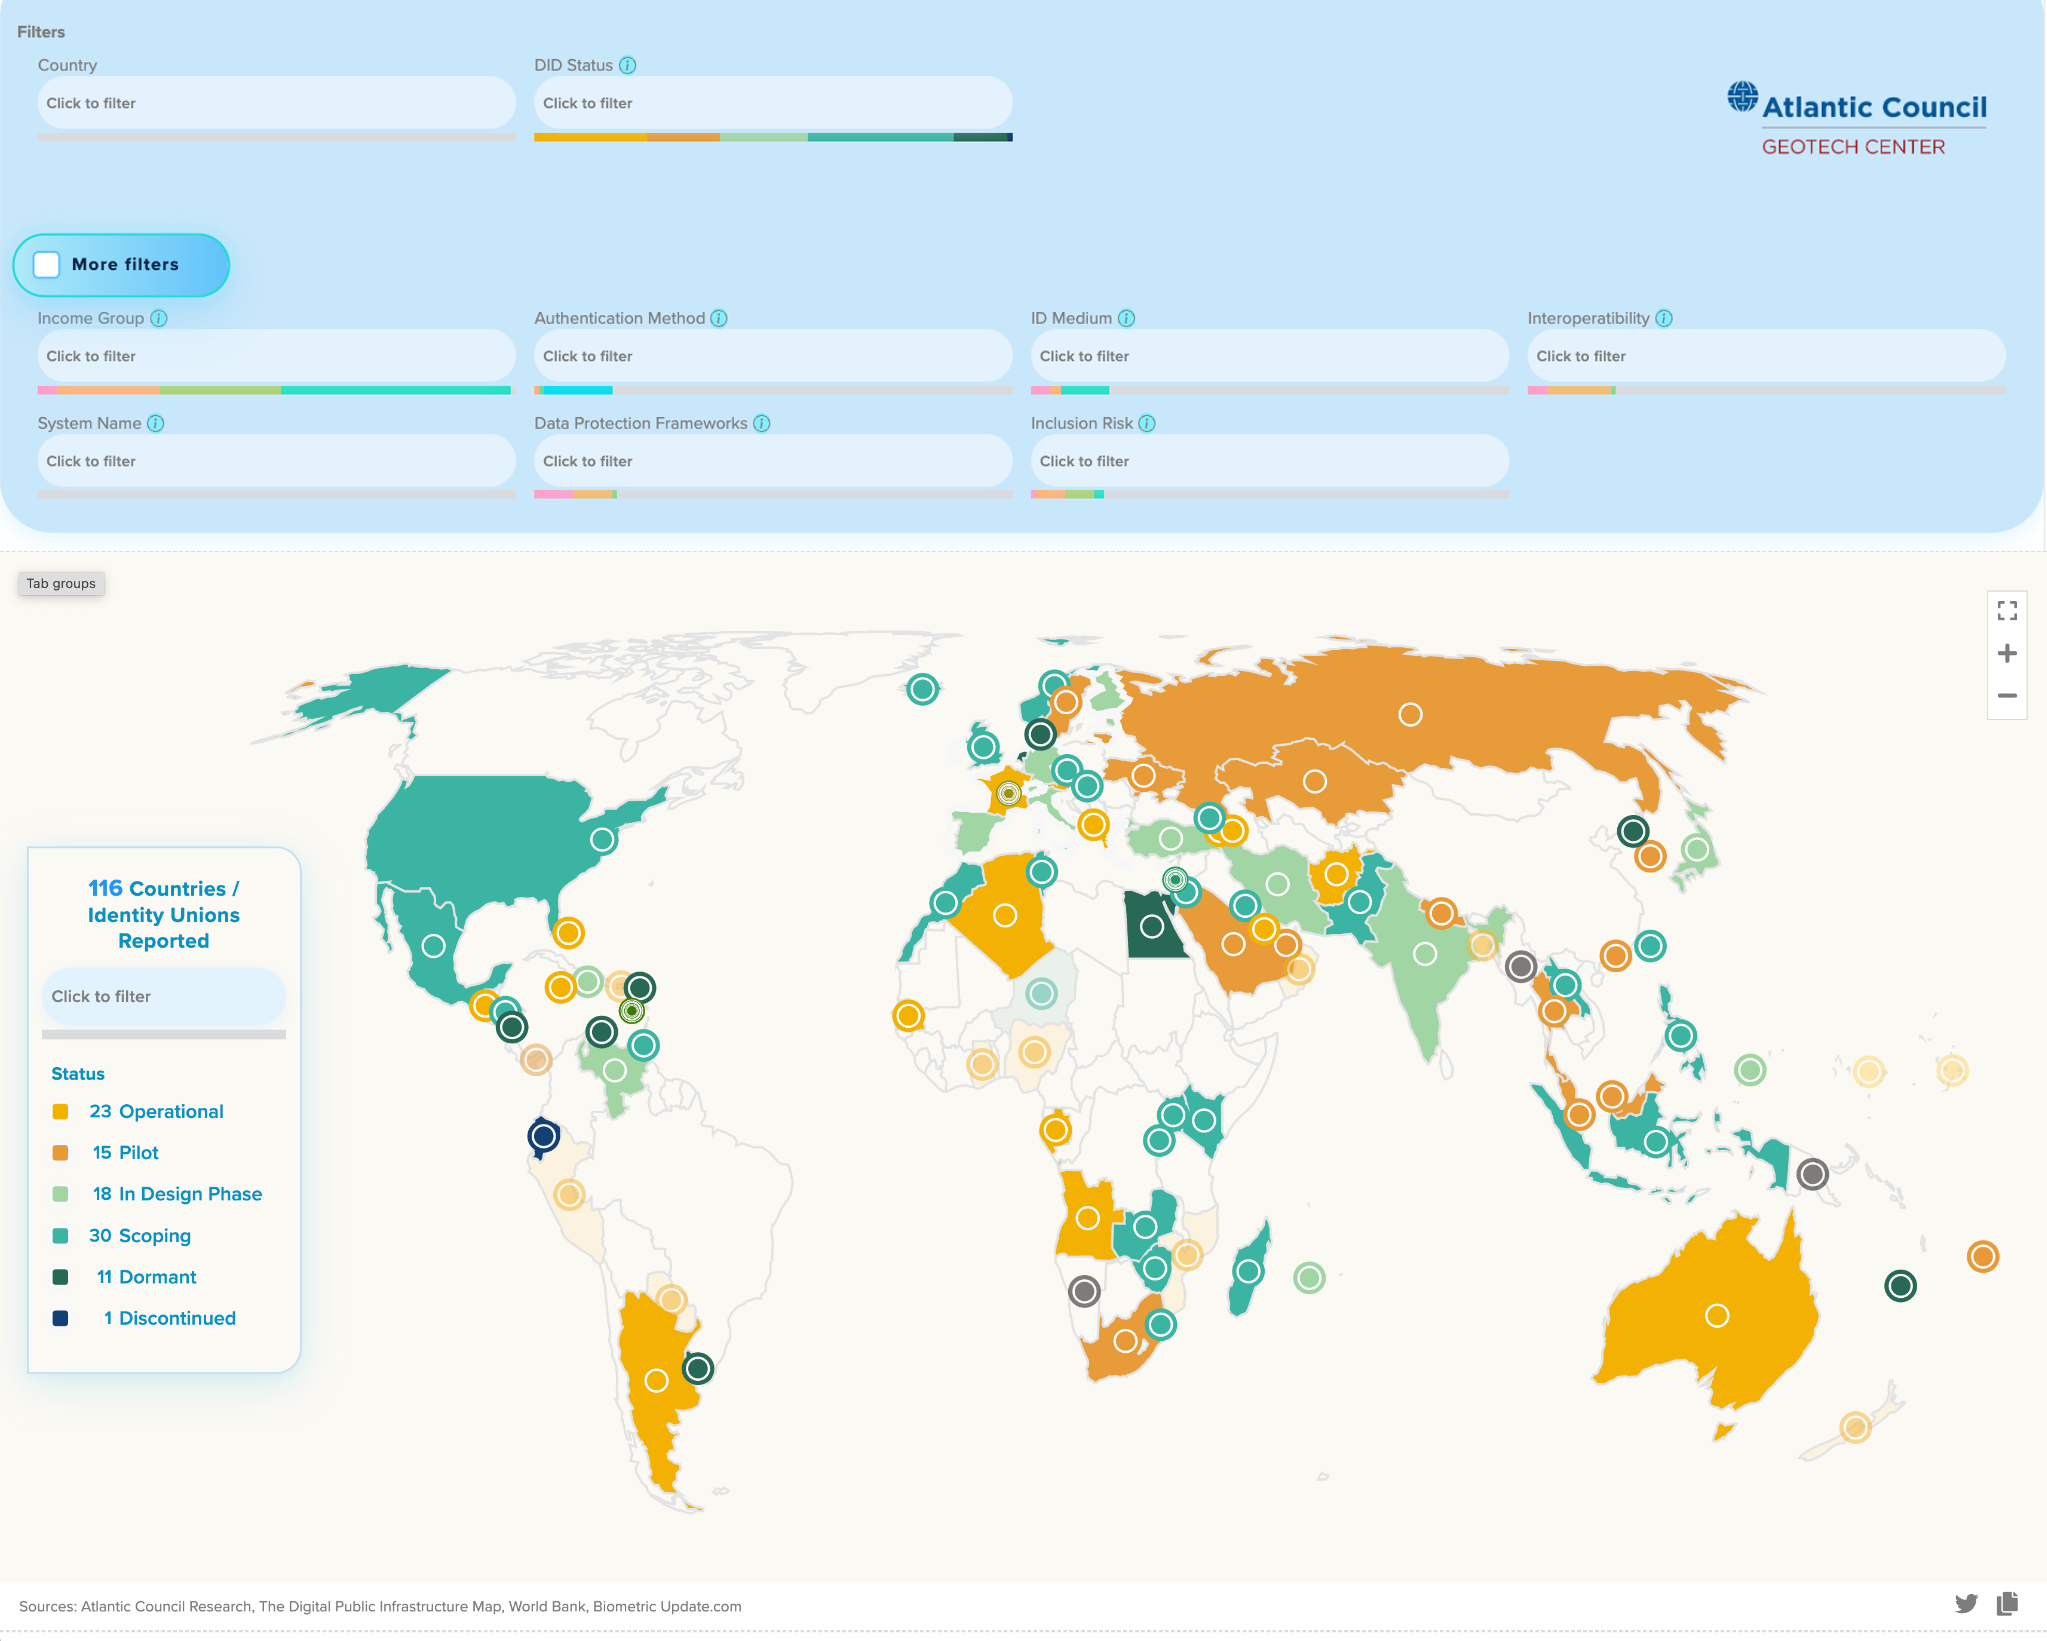 Filters
Country
DID Status i
Click to filter
Click to filter
Atlantic Council
GEOTECH CENTER
More filters
Income Group i
Authentication Method i
ID Medium i
Interoperatibility i
Click to filter
Click to filter
Click to filter
Click to filter
System Name i
Data Protection Frameworks i
Inclusion Risk i
Click to filter
Click to filter
Click to filter
Tab groups
116 Countries /
Identity Unions
Reported
Click to filter
Status
23 Operational
15 Pilot
18 In Design Phase
30 Scoping
11 Dormant
1 Discontinued
Sources: Atlantic Council Research, The Digital Public Infrastructure Map, World Bank, Biometric Update.com